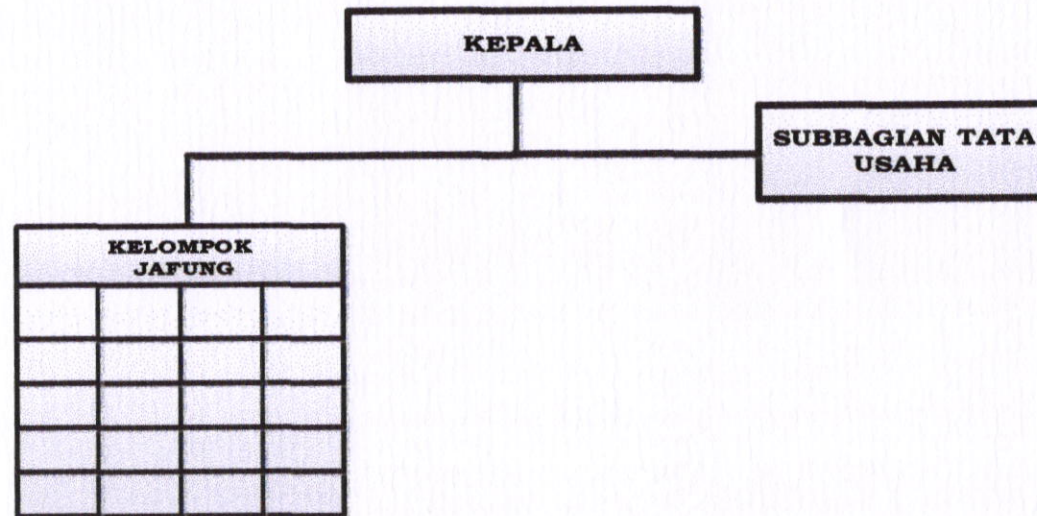 KEPALA
SUBBAGIAN TATA
USAHA
KELOMPOK
JAFUNG